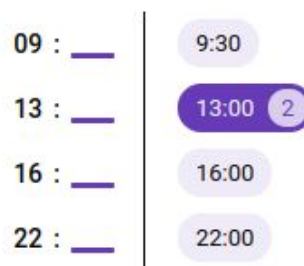 09 : __ 9:30
13 : __ 13:00 2
16 : __ 16:00
22 : __ 22:00